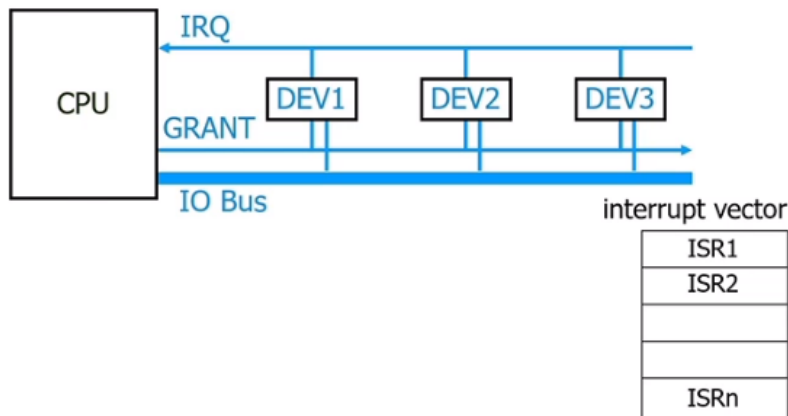 IRQ
CPU
DEV1
DEV2
DEV3
GRANT
IO Bus
interrupt vector
ISR1
ISR2
ISRn